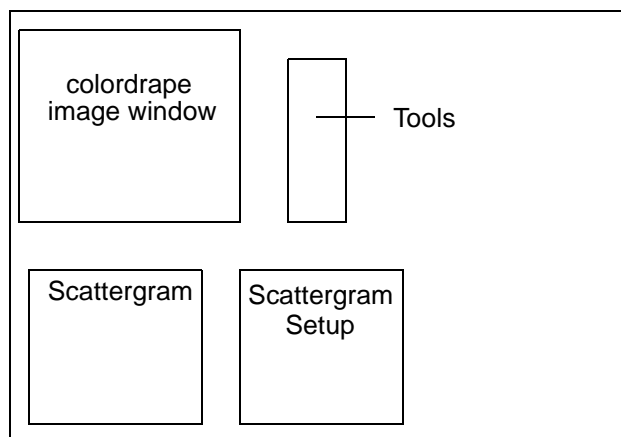 colordrape
image window
Tools
Scattergram
Scattergram
Setup